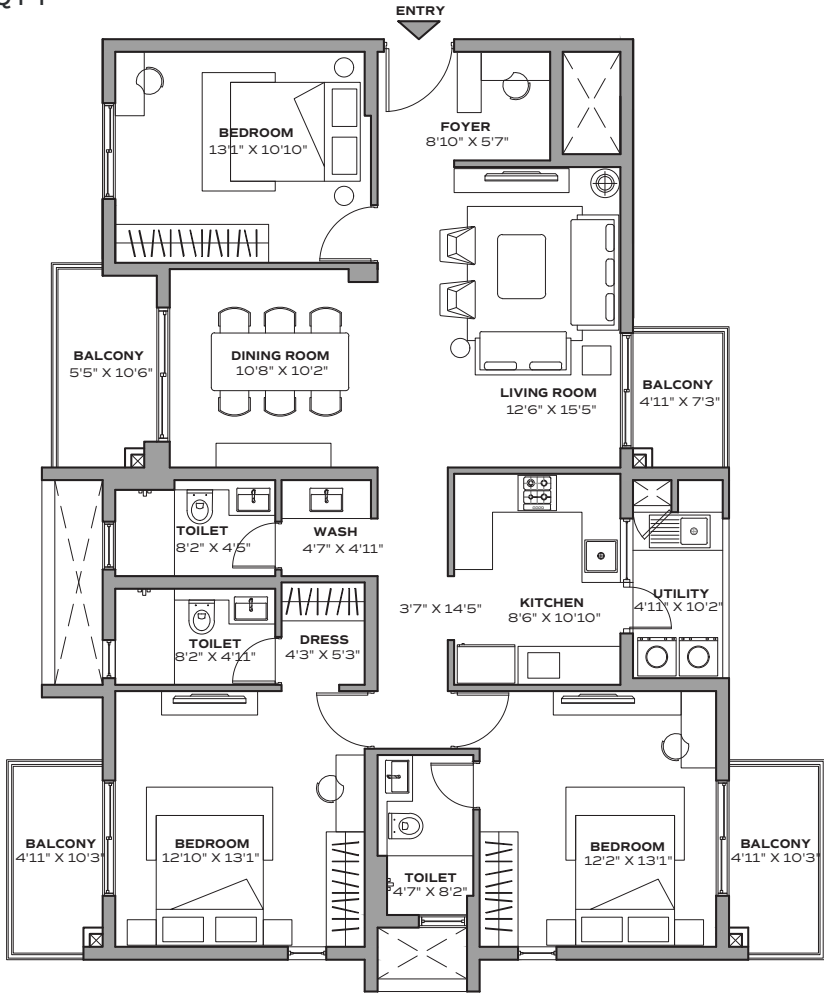 ENTRY
BEDROOM
13'1" X 10'10"
FOYER
8'10" X 5'7"
BALCONY
5'5" X 10'6"
DINING ROOM
10'8" X 10'2"
LIVING ROOM
12'6" X 15'5"
BALCONY
4'11" X 7'3"
TOILET
8'2" X 4'5"
WASH
4'7" X 4'11"
TOILET
8'2" X 4'11"
DRESS
4'3" X 5'3"
3'7" X 14'5"
KITCHEN
8'6" X 10'10"
UTILITY
4'11" X 10'2"
BALCONY
4'11" X 10'3"
BEDROOM
12'10" X 13'1"
TOILET
4'7" X 8'2"
BEDROOM
12'2" X 13'1"
BALCONY
4'11" X 10'3"